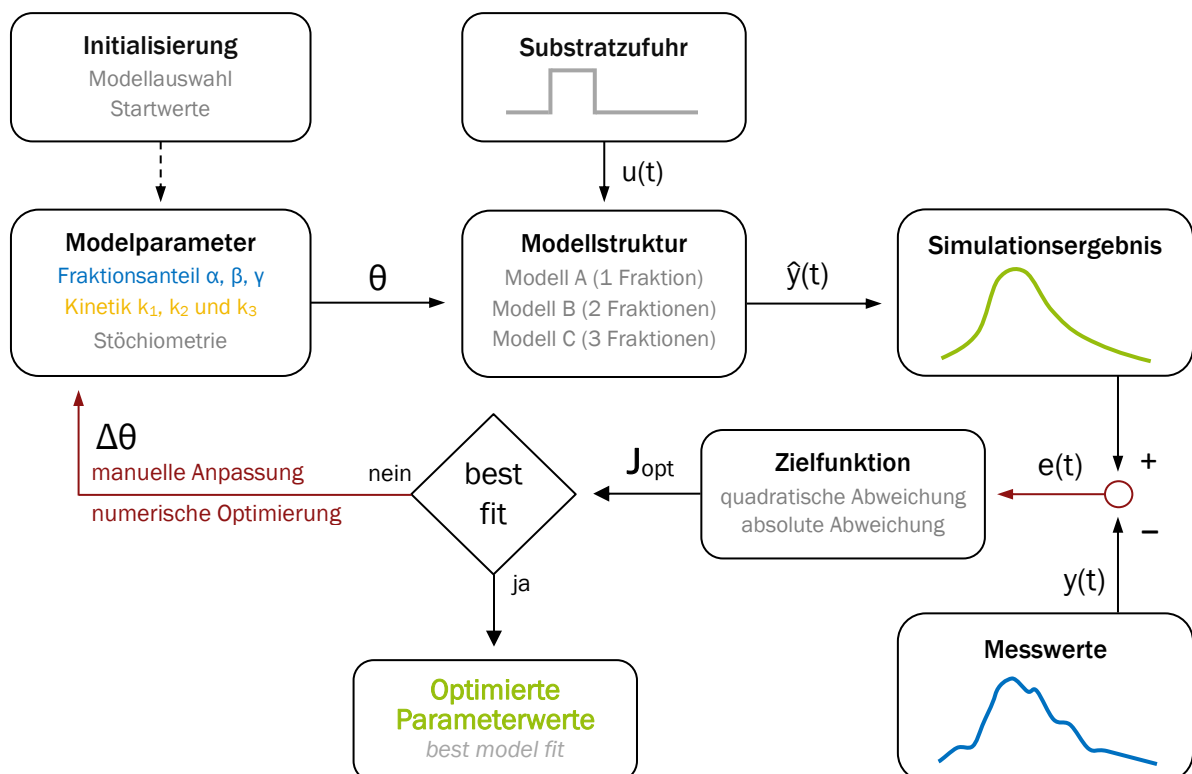 Initialisierung
Modellauswahl
Startwerte
Substratzufuhr
u(t)
Modelparameter
Fraktionsanteil α, β, γ
Kinetik k₁, k₂ und k₃
Stöchiometrie
θ
Modellstruktur
Modell A (1 Fraktion)
Modell B (2 Fraktionen)
Modell C (3 Fraktionen)
ŷ(t)
Simulationsergebnis
Δθ
manuelle Anpassung
numerische Optimierung
nein
best
fit
ja
Jopt
Zielfunktion
quadratische Abweichung
absolute Abweichung
e(t)
+
−
y(t)
Messwerte
Optimierte
Parameterwerte
best model fit